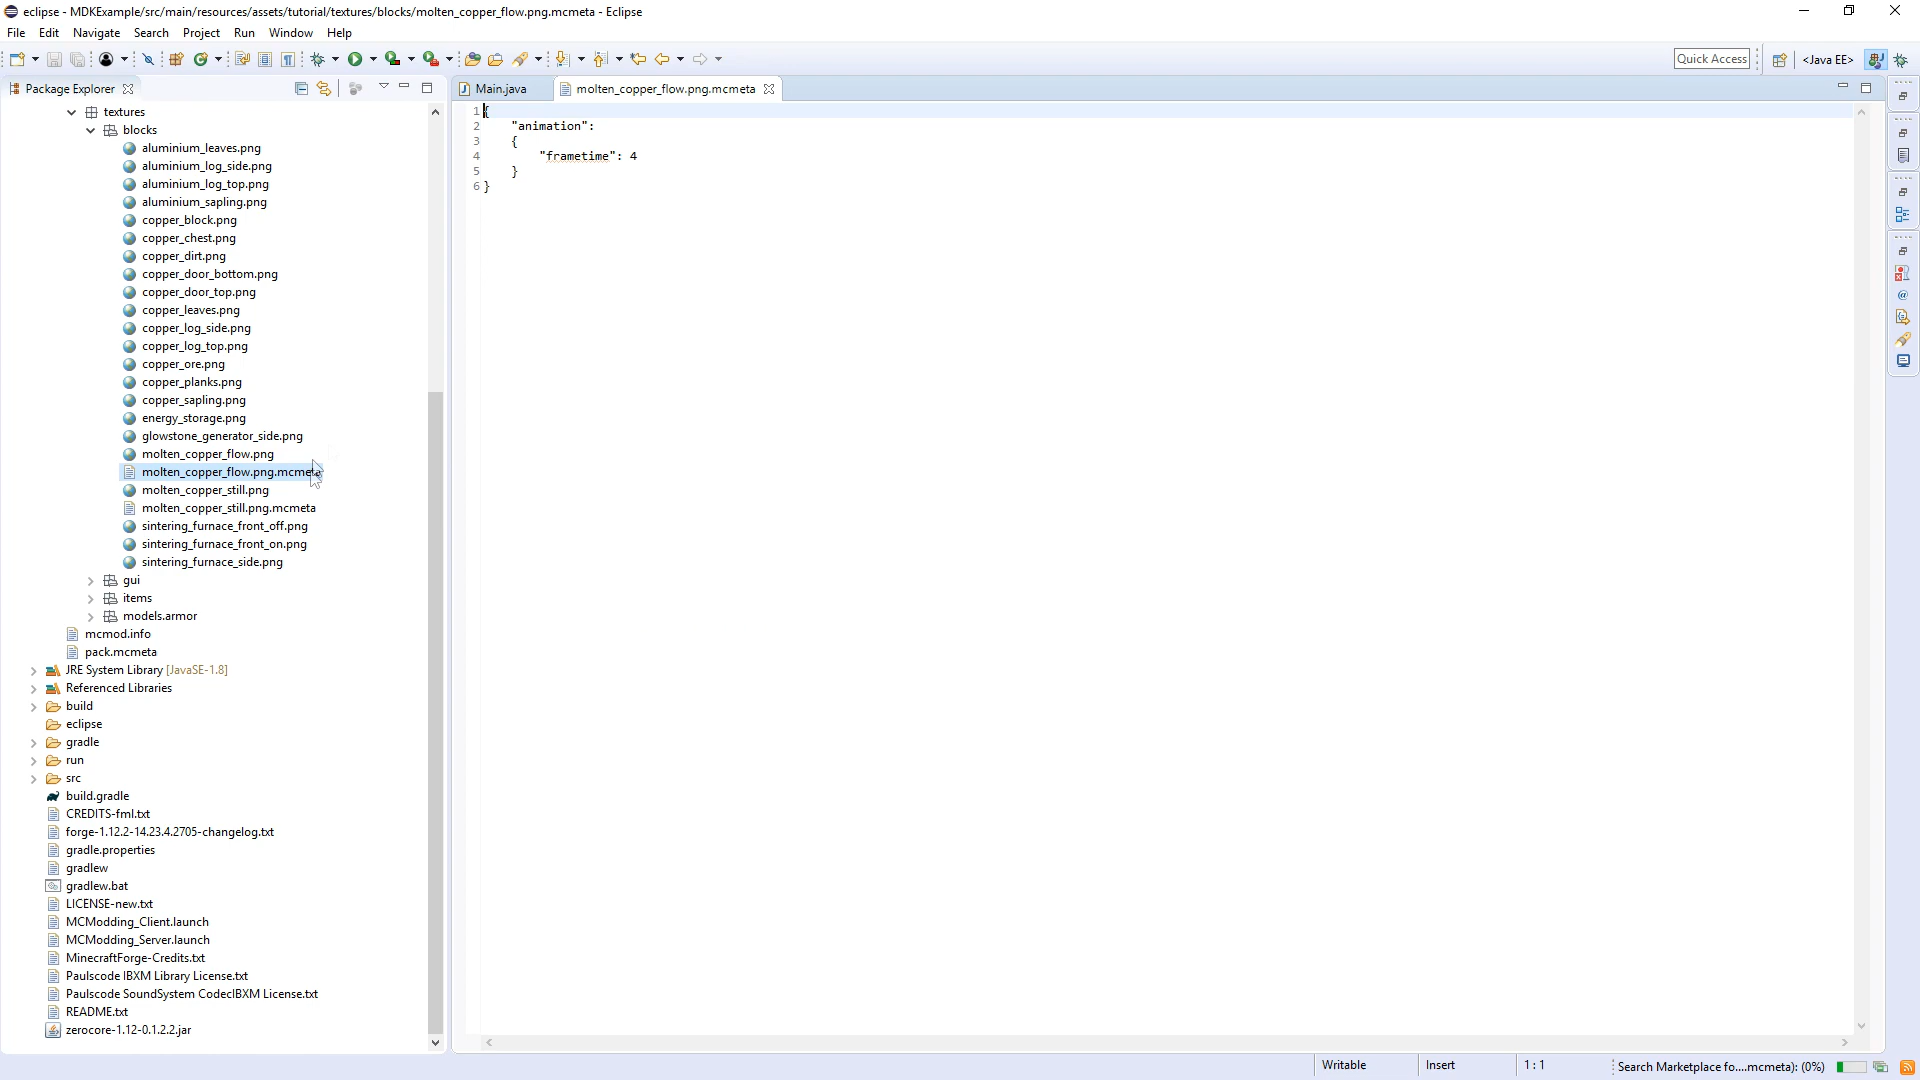 eclipse - MDKExample/src/main/resources/assets/tutorial/textures/blocks/molten_copper_flow.png.mcmeta - Eclipse
File Edit Navigate Search Project Run Window Help
Quick Access
<Java EE>
Package Explorer
Main.java
molten_copper_flow.png.mcmeta
textures
blocks
aluminium_leaves.png
aluminium_log_side.png
aluminium_log_top.png
aluminium_sapling.png
copper_block.png
copper_chest.png
copper_dirt.png
copper_door_bottom.png
copper_door_top.png
copper_leaves.png
copper_log_side.png
copper_log_top.png
copper_ore.png
copper_planks.png
copper_sapling.png
energy_storage.png
glowstone_generator_side.png
molten_copper_flow.png
molten_copper_flow.png.mcmeta
molten_copper_still.png
molten_copper_still.png.mcmeta
sintering_furnace_front_off.png
sintering_furnace_front_on.png
sintering_furnace_side.png
gui
items
models.armor
mcmod.info
pack.mcmeta
JRE System Library [JavaSE-1.8]
Referenced Libraries
build
eclipse
gradle
run
src
build.gradle
CREDITS-fml.txt
forge-1.12.2-14.23.4.2705-changelog.txt
gradle.properties
gradlew
gradlew.bat
LICENSE-new.txt
MCModding_Client.launch
MCModding_Server.launch
MinecraftForge-Credits.txt
Paulscode IBXM Library License.txt
Paulscode SoundSystem CodecIBXM License.txt
README.txt
zerocore-1.12-0.1.2.2.jar
1 {
2 "animation":
3 {
4 "frametime": 4
5 }
6 }
Writable
Insert
1 : 1
Search Marketplace fo....mcmeta): (0%)